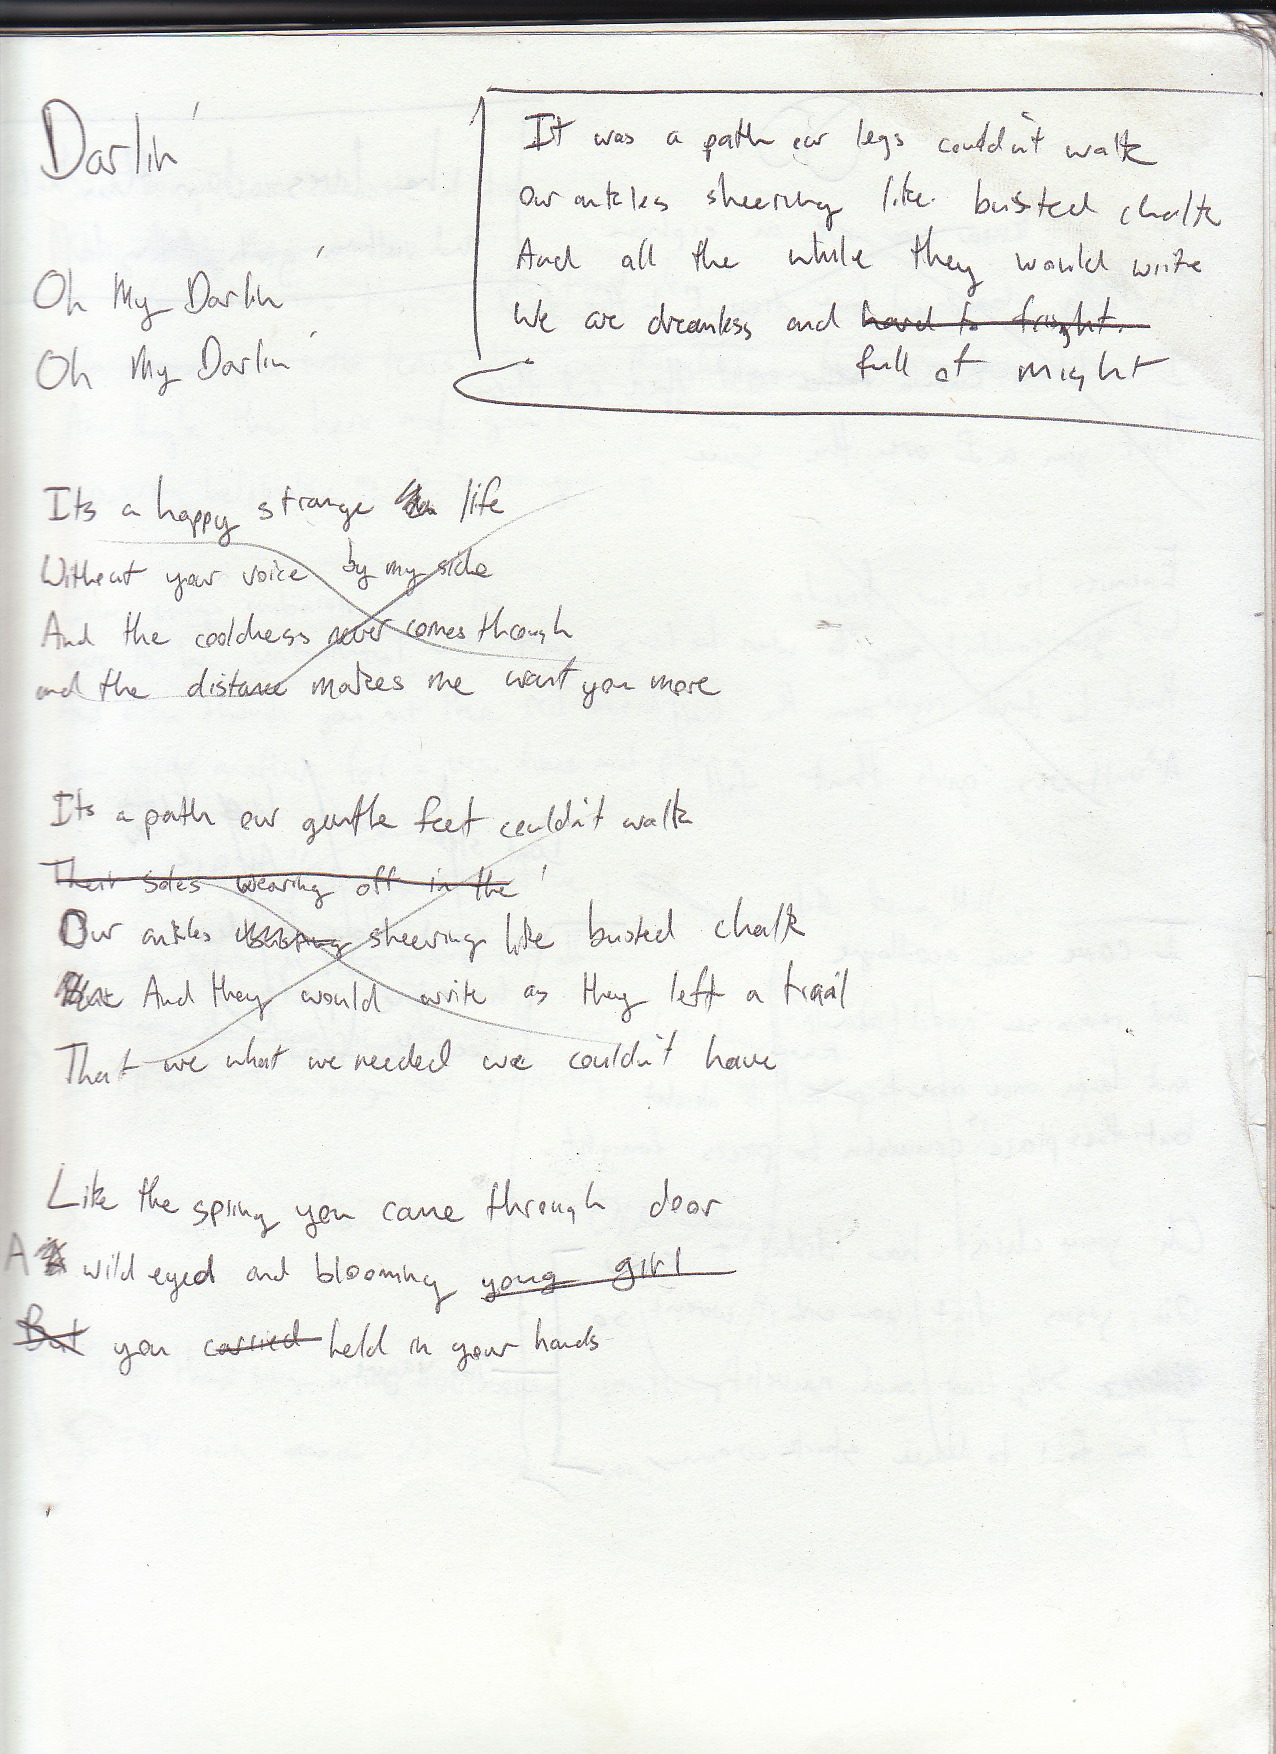 Darlin'
Oh My Darlin'
Oh My Darlin'
It was a path our legs couldn't walk
Our ankles sheering like busted chalk
And all the while they would write
We are dreamless and hard to fright.
full of might
Its a happy strange life
Without your voice by my side
And the cooldness never comes through
and the distance makes me want you more
Its a path our gentle feet couldn't walk
Their soles wearing off in the
Our ankles sheering like busted chalk
And they would write as they left a trail
That we what we needed we couldn't have
Like the spring you came through door
A wild eyed and blooming young girl
But you carried held in your hands